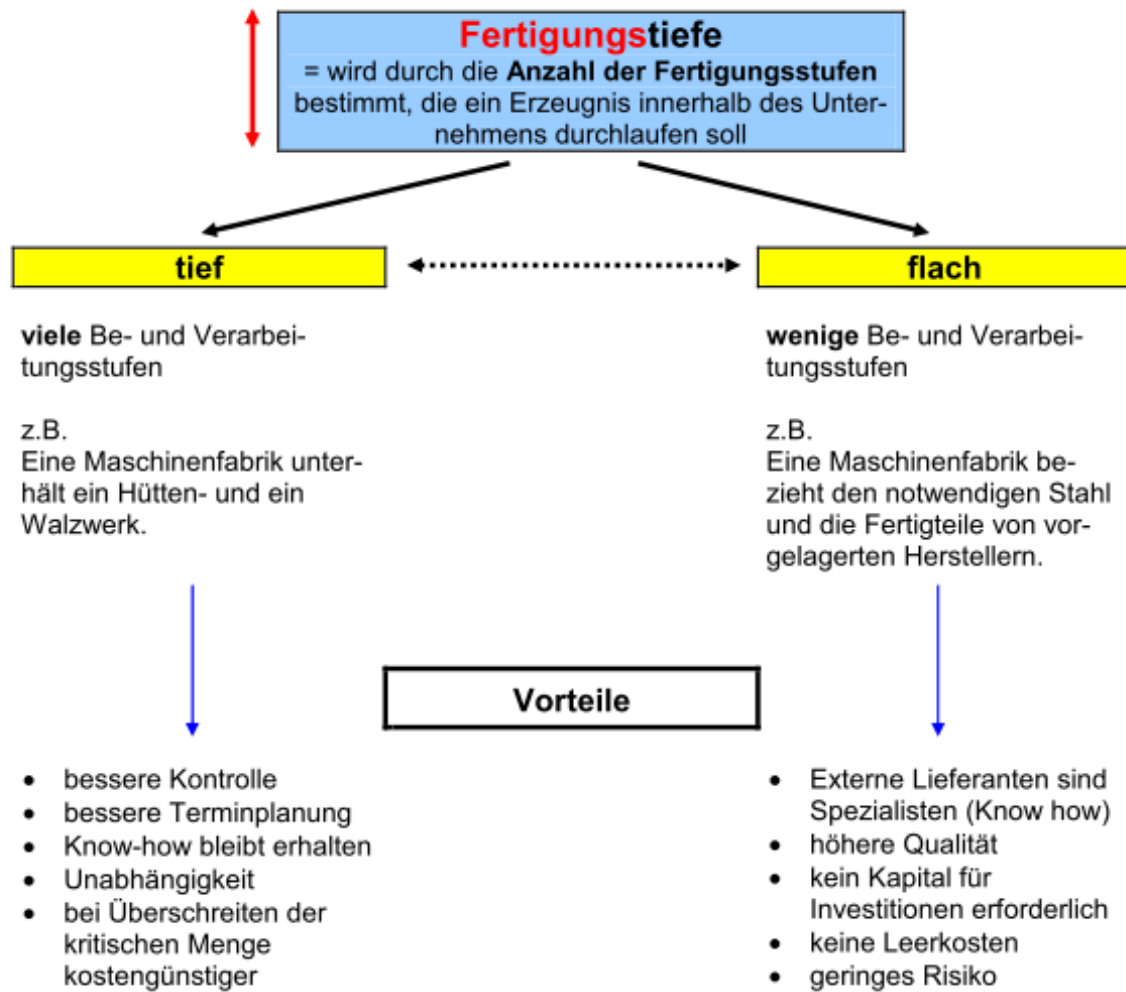 Fertigungstiefe
= wird durch die Anzahl der Fertigungsstufen
bestimmt, die ein Erzeugnis innerhalb des Unter-
nehmens durchlaufen soll
tief
flach
viele Be- und Verarbei-
tungsstufen
z.B.
Eine Maschinenfabrik unter-
hält ein Hütten- und ein
Walzwerk.
wenige Be- und Verarbei-
tungsstufen
z.B.
Eine Maschinenfabrik be-
zieht den notwendigen Stahl
und die Fertigteile von vor-
gelagerten Herstellern.
Vorteile
• bessere Kontrolle
• bessere Terminplanung
• Know-how bleibt erhalten
• Unabhängigkeit
• bei Überschreiten der
kritischen Menge
kostengünstiger
• Externe Lieferanten sind
Spezialisten (Know how)
• höhere Qualität
• kein Kapital für
Investitionen erforderlich
• keine Leerkosten
• geringes Risiko